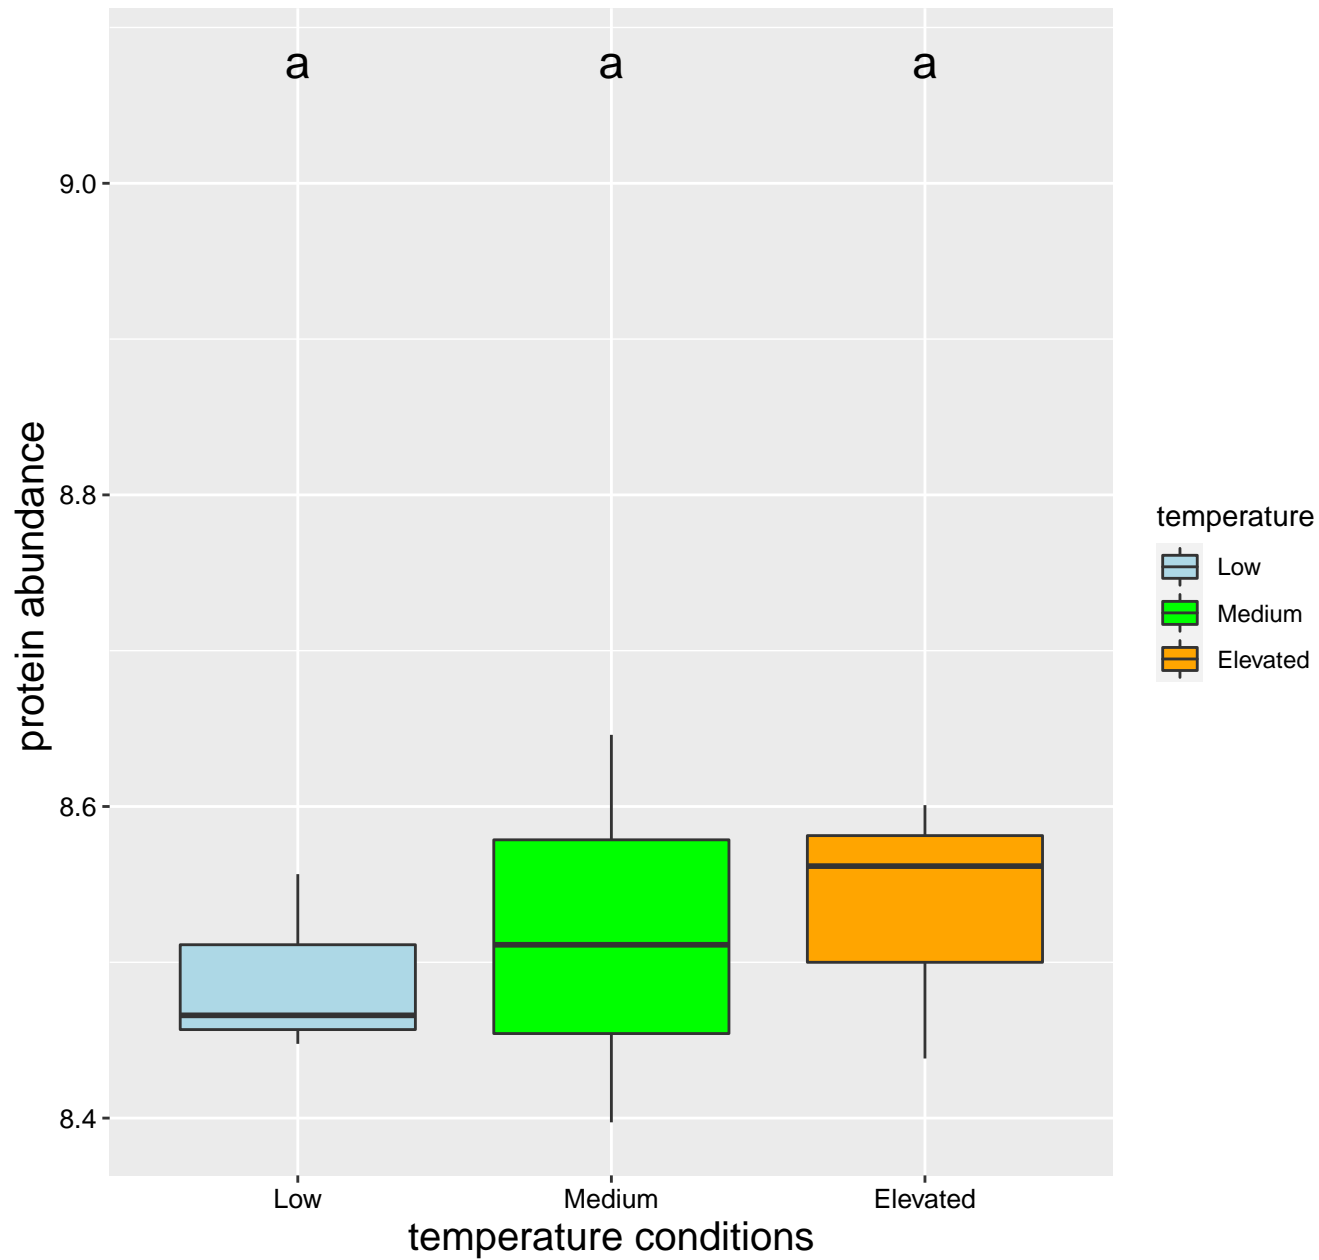 a a a
9.0
8.8
8.6
8.4
protein abundance
Low Medium Elevated
temperature conditions
temperature
Low
Medium
Elevated